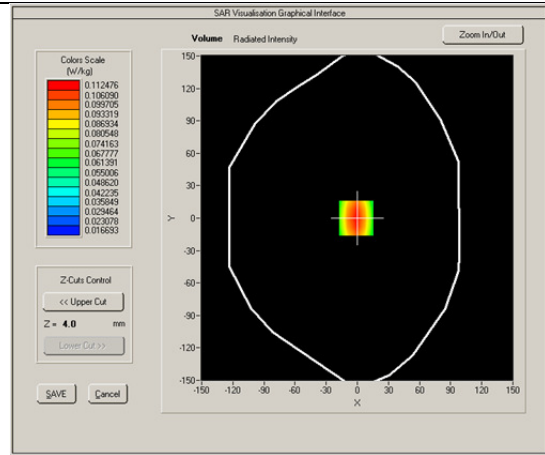 SAR Visualisation Graphical Interface
Volume Radiated Intensity
Zoom In/Out
Colors Scale
(W/kg)
0.112476
0.106090
0.099705
0.093319
0.086934
0.080548
0.074163
0.067777
0.061391
0.055006
0.048620
0.042235
0.035849
0.029464
0.023078
0.016693
Z-Cuts Control
<< Upper Cut
Z = 4.0 mm
Lower Cut >>
SAVE Cancel
150
120
90
60
30
0
-30
-60
-90
-120
-150
Y
-150 -120 -90 -60 -30 0 30 60 90 120 150
X